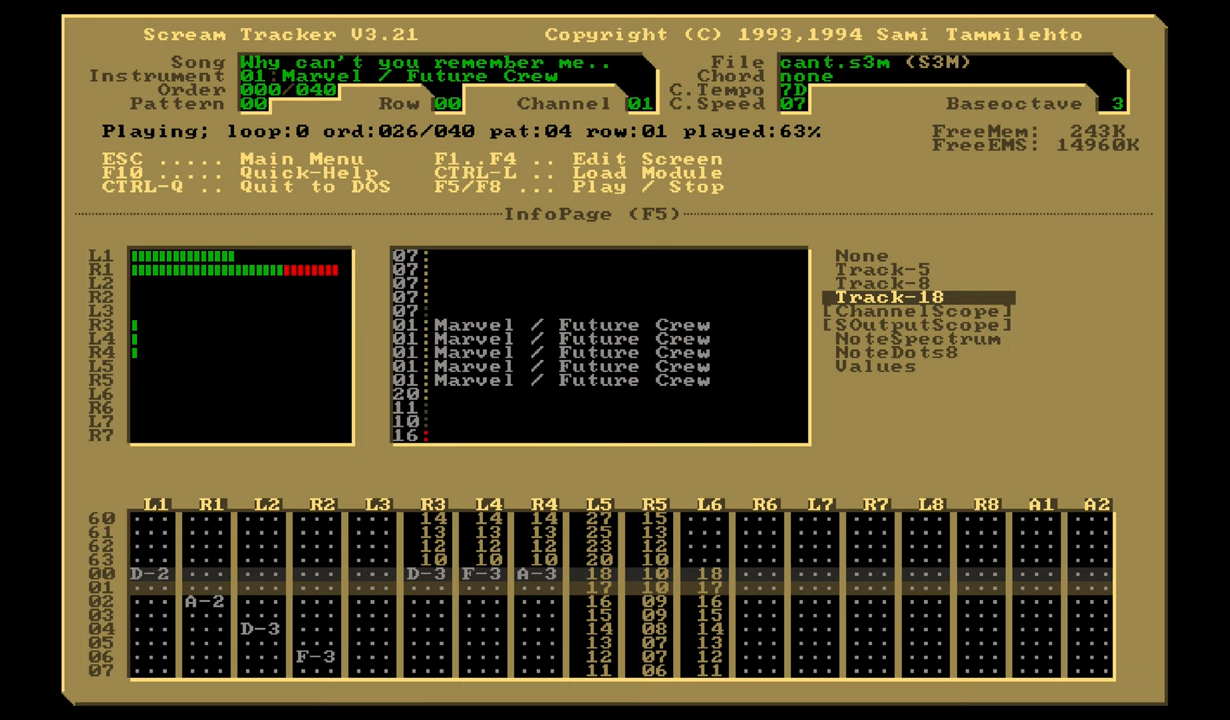 Scream Tracker V3.21 Copyright (C) 1993,1994 Sami Tammilehto
Song Why can't you remember me.. File cant.s3m (S3M)
Instrument 01:Marvel / Future Crew Chord none
Order 000/040 C.Tempo 7D
Pattern 00 Row 00 Channel 01 C.Speed 07 Baseoctave 3
Playing; loop:0 ord:026/040 pat:04 row:01 played:63% FreeMem: 243K
FreeEMS: 14960K
ESC ..... Main Menu F1..F4 .. Edit Screen
F10 ..... Quick-Help CTRL-L .. Load Module
CTRL-Q .. Quit to DOS F5/F8 ... Play / Stop
InfoPage (F5)
L1 07: None
R1 07: Track-5
L2 07: Track-8
R2 07: Track-18
L3 07: [ChannelScope]
R3 01:Marvel / Future Crew [SOutputScope]
L4 01:Marvel / Future Crew NoteSpectrum
R4 01:Marvel / Future Crew NoteDots8
L5 01:Marvel / Future Crew Values
R5 01:Marvel / Future Crew
L6 20:
R6 11:
L7 10:
R7 16:
L1 R1 L2 R2 L3 R3 L4 R4 L5 R5 L6 R6 L7 R7 L8 R8 A1 A2
60 ... ... ... ... ... 14 14 14 27 15 ... ... ... ... ... ... ... ...
61 ... ... ... ... ... 13 13 13 25 13 ... ... ... ... ... ... ... ...
62 ... ... ... ... ... 12 12 12 23 12 ... ... ... ... ... ... ... ...
63 ... ... ... ... ... 10 10 10 20 10 ... ... ... ... ... ... ... ...
00 D-2 ... ... ... ... D-3 F-3 A-3 18 10 18 ... ... ... ... ... ... ...
01 ... ... ... ... ... ... ... ... 17 10 17 ... ... ... ... ... ... ...
02 ... A-2 ... ... ... ... ... ... 16 09 16 ... ... ... ... ... ... ...
03 ... ... ... ... ... ... ... ... 15 09 15 ... ... ... ... ... ... ...
04 ... ... D-3 ... ... ... ... ... 14 08 14 ... ... ... ... ... ... ...
05 ... ... ... ... ... ... ... ... 13 07 13 ... ... ... ... ... ... ...
06 ... ... ... F-3 ... ... ... ... 12 07 12 ... ... ... ... ... ... ...
07 ... ... ... ... ... ... ... ... 11 06 11 ... ... ... ... ... ... ...